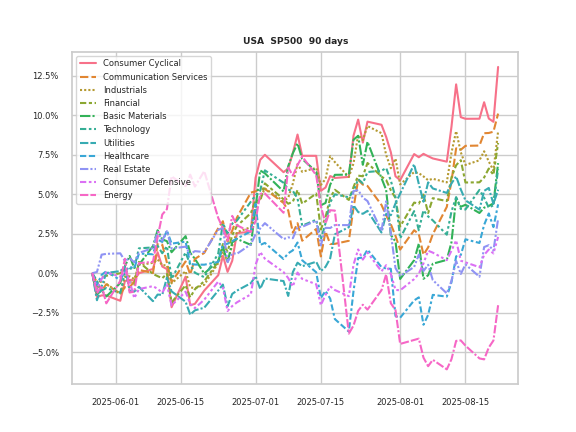 USA  SP500  90 days
Consumer Cyclical
Communication Services
Industrials
Financial
Basic Materials
Technology
Utilities
Healthcare
Real Estate
Consumer Defensive
Energy
12.5%
10.0%
7.5%
5.0%
2.5%
0.0%
−2.5%
−5.0%
2025-06-01
2025-06-15
2025-07-01
2025-07-15
2025-08-01
2025-08-15